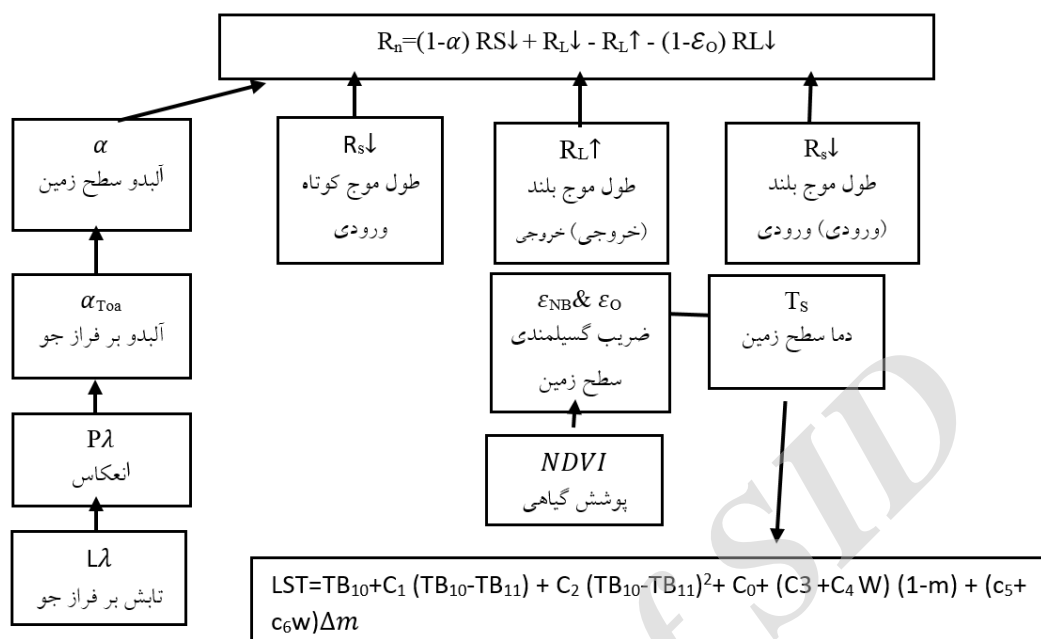 Rn=(1-α) RS↓ + RL↓ - RL↑ - (1-ℰO) RL↓
α
آلبدو سطح زمین
Rs↓
طول موج کوتاه
ورودی
RL↑
طول موج بلند
خروجی (خروجی)
Rs↓
طول موج بلند
ورودی (ورودی)
αToa
آلبدو بر فراز جو
εNB& εO
ضریب گسیلمندی
سطح زمین
TS
دما سطح زمین
Pλ
انعکاس
NDVI
پوشش گیاهی
Lλ
تابش بر فراز جو
LST=TB10+C1 (TB10-TB11) + C2 (TB10-TB11)2+ C0+ (C3 +C4 W) (1-m) + (c5+
c6w)Δm
of SID